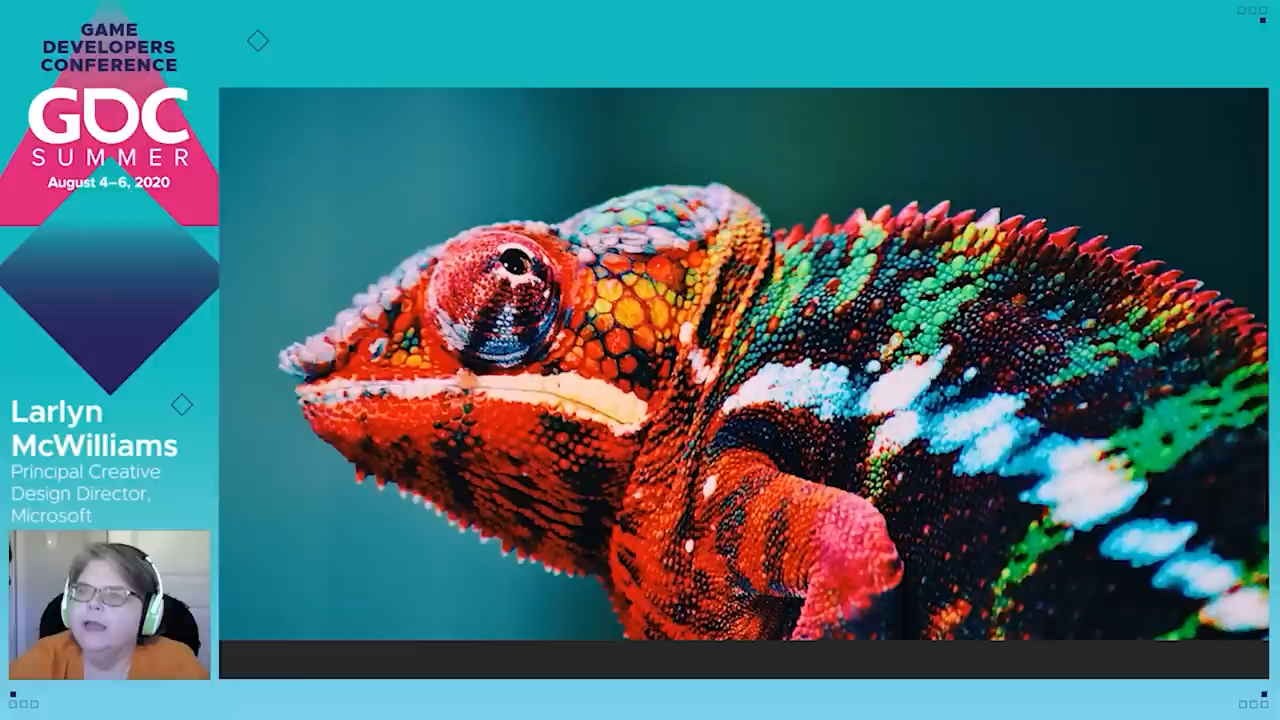 GAME
DEVELOPERS
CONFERENCE
GDC
SUMMER
August 4–6, 2020
Larlyn
McWilliams
Principal Creative
Design Director,
Microsoft